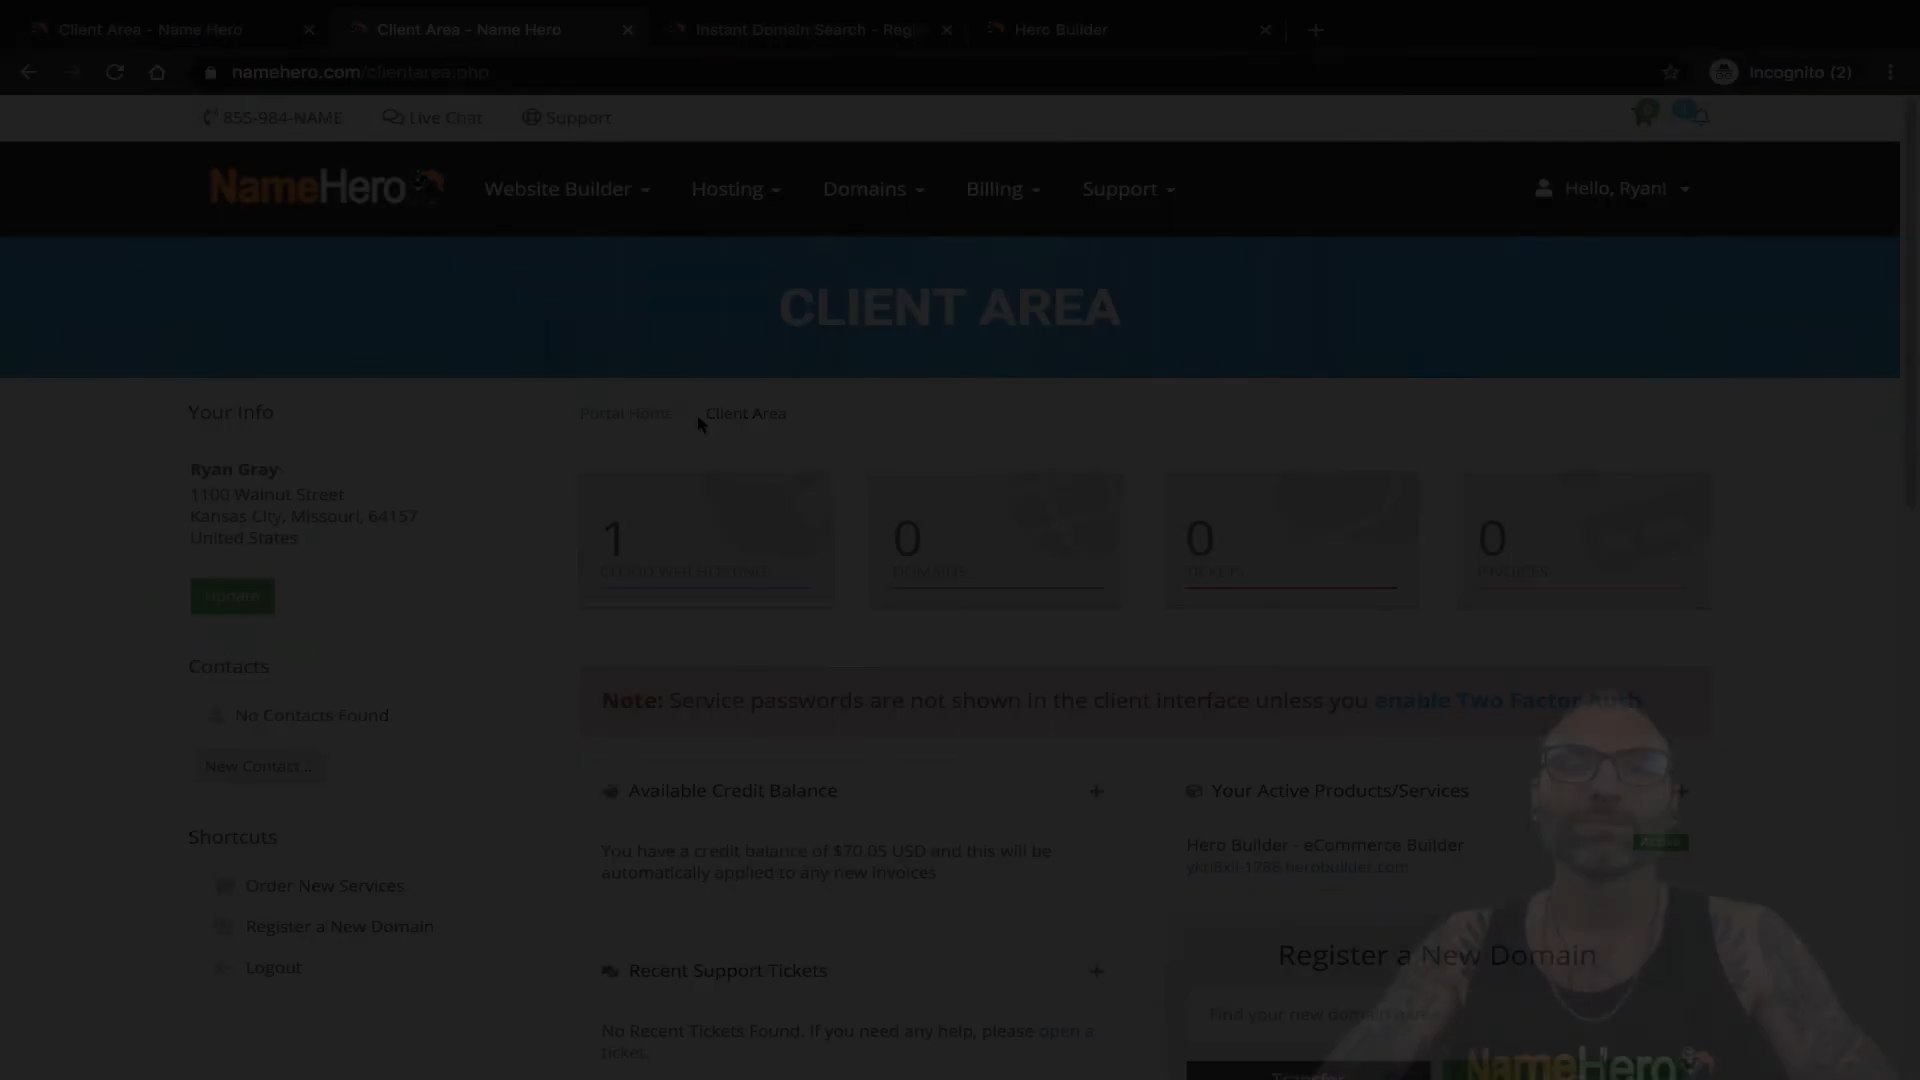 Client Area - Name Hero
Client Area - Name Hero
Instant Domain Search - Regi
Hero Builder
namehero.com/clientarea.php
Incognito (2)
855-984-NAME
Live Chat
Support
NameHero
Website Builder
Hosting
Domains
Billing
Support
Hello, Ryan!
CLIENT AREA
Your Info
Portal Home
Client Area
Ryan Gray
1100 Walnut Street
Kansas City, Missouri, 64157
United States
Update
1
CLOUD WEB HOSTING
0
DOMAINS
0
TICKETS
0
INVOICES
Note: Service passwords are not shown in the client interface unless you enable Two Factor Auth
Contacts
No Contacts Found
New Contact...
Available Credit Balance
You have a credit balance of $70.05 USD and this will be
automatically applied to any new invoices
Your Active Products/Services
Hero Builder - eCommerce Builder
Active
Shortcuts
Order New Services
Register a New Domain
Logout
Recent Support Tickets
No Recent Tickets Found. If you need any help, please open a
ticket.
Register a New Domain
Find your new domain name
Transfer
NameHero